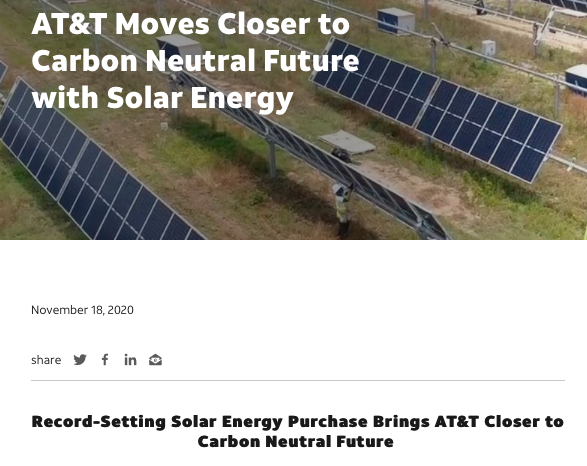 AT&T Moves Closer to
Carbon Neutral Future
with Solar Energy
November 18, 2020
share
Record-Setting Solar Energy Purchase Brings AT&T Closer to
Carbon Neutral Future